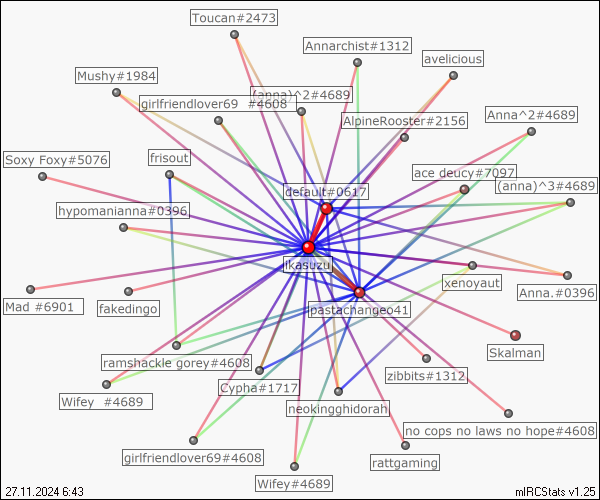 Toucan#2473
Annarchist#1312
avelicious
Mushy#1984
(anna)^2#4689
girlfriendlover69 #4608
AlpineRooster#2156
Anna^2#4689
Soxy Foxy#5076
frisout
ace deucy#7097
default#0617
(anna)^3#4689
hypomanianna#0396
ikasuzu
xenoyaut
Anna.#0396
Mad #6901
fakedingo
pastachangeo41
Skalman
ramshackle gorey#4608
zibbits#1312
Cypha#1717
Wifey #4689
neokingghidorah
no cops no laws no hope#4608
girlfriendlover69#4608
rattgaming
Wifey#4689
27.11.2024 6:43
mIRCStats v1.25